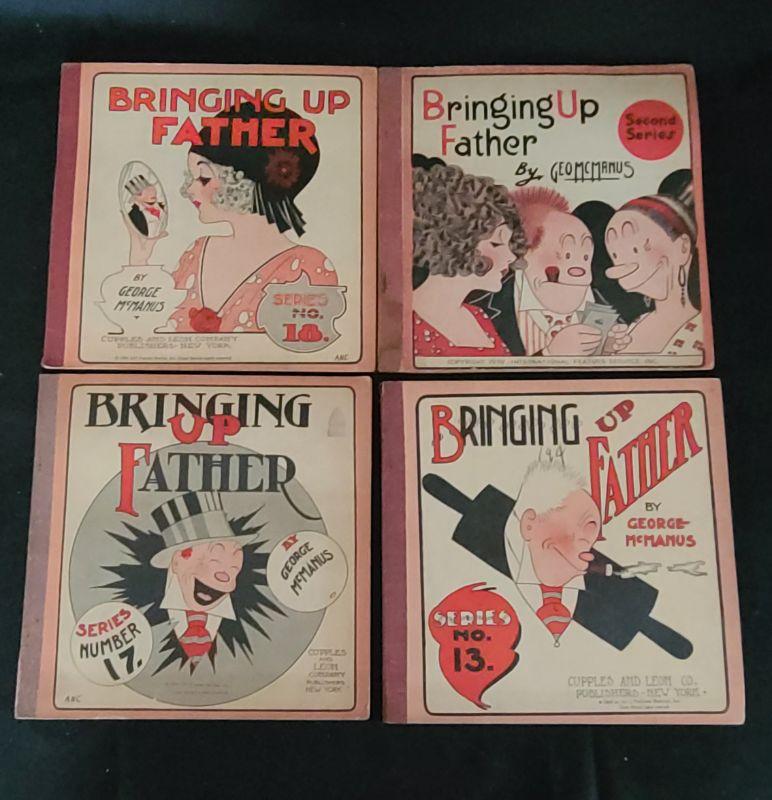 BRINGING UP
FATHER
BY
GEORGE
McMANUS
SERIES
NO.
18.
CUPPLES AND LEON COMPANY
PUBLISHERS - NEW YORK
ANC
Bringing Up
Father
Second
Series
By GEO McMANUS
INTERNATIONAL FEATURE SERVICE, INC.
BRINGING
UP
FATHER
BY
GEORGE
McMANUS
SERIES
NUMBER
17.
CUPPLES
AND
LEON
COMPANY
PUBLISHERS
NEW YORK
ANC
BRINGING
UP
FATHER
BY
GEORGE
McMANUS
SERIES
NO.
13.
CUPPLES AND LEON CO.
PUBLISHERS - NEW YORK.